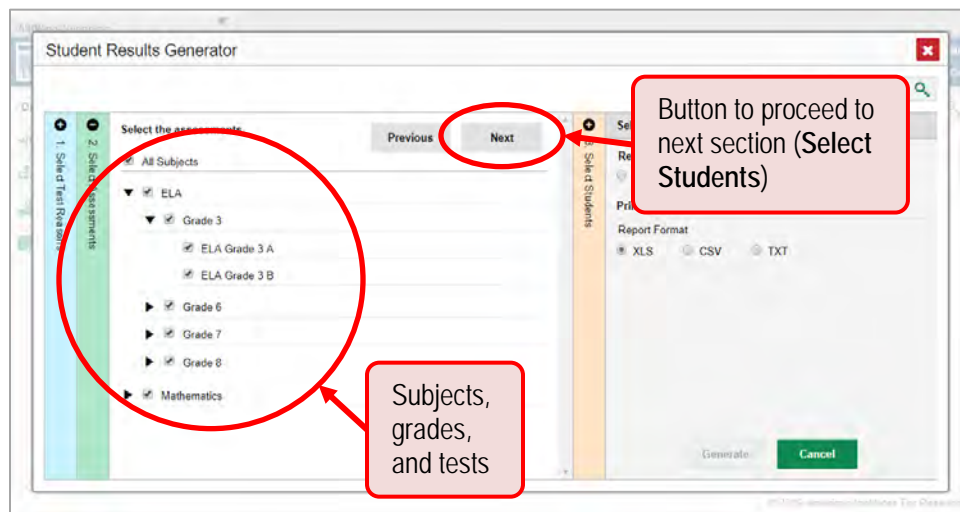 Student Results Generator
1. Select Test Reasons
2. Select Assessments
Select the assessments
Previous
Next
All Subjects
ELA
Grade 3
ELA Grade 3 A
ELA Grade 3 B
Grade 6
Grade 7
Grade 8
Mathematics
Subjects,
grades,
and tests
Select Students
Button to proceed to
next section (Select
Students)
Report Format
XLS CSV TXT
Generate
Cancel